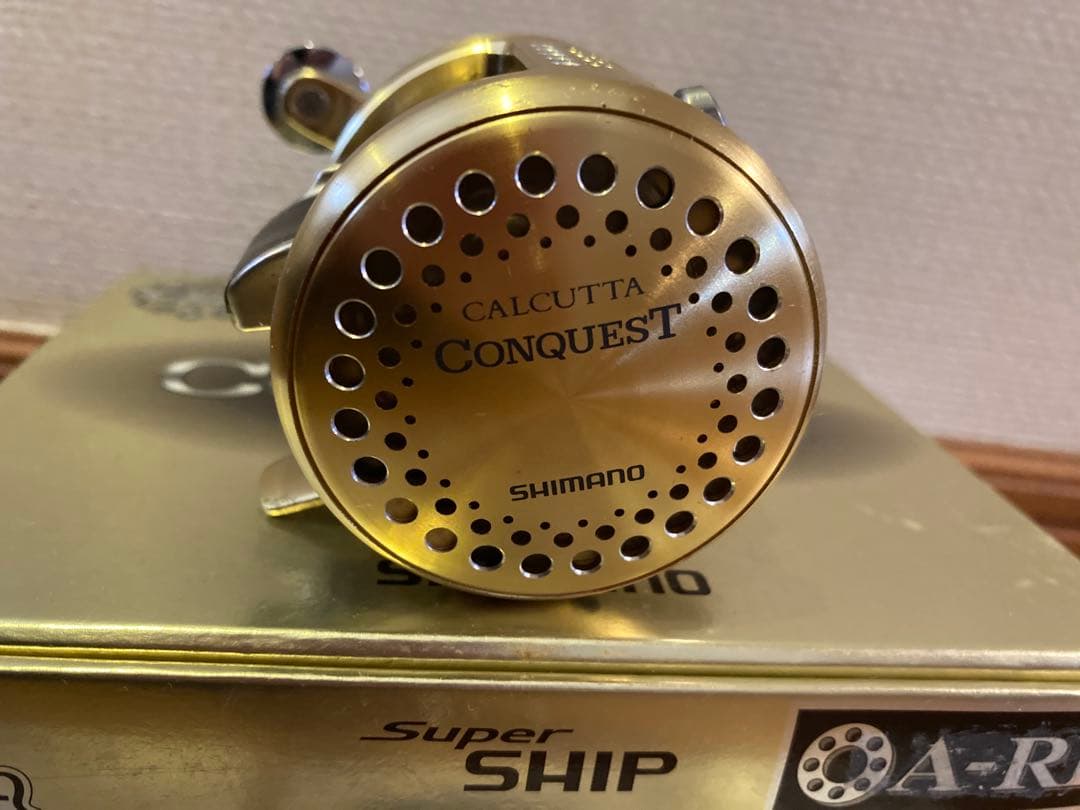 CALCUTTA
CONQUEST
SHIMANO
Super
SHIP